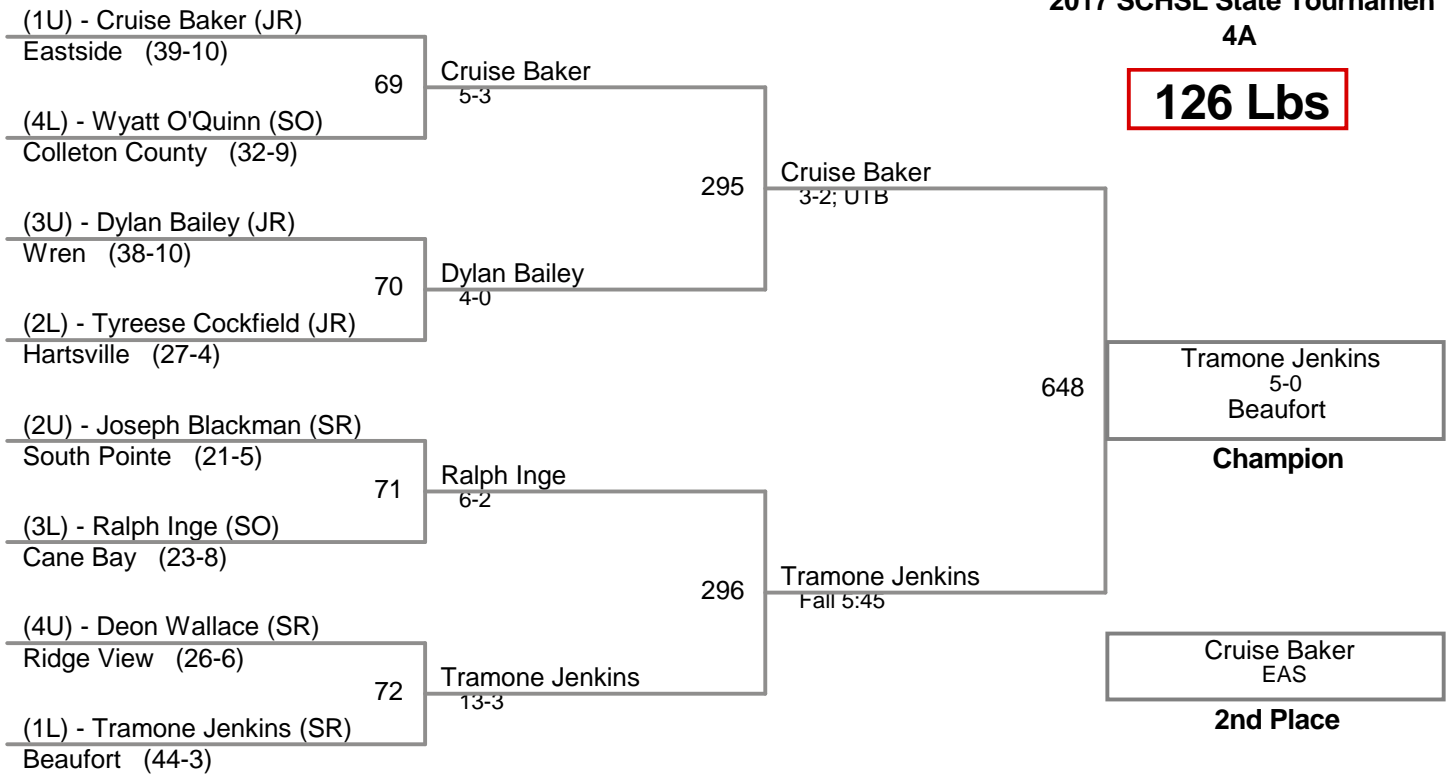 2017 SCHSL State Tournamen
4A
126 Lbs
(1U) - Cruise Baker (JR)
Eastside (39-10)
69
Cruise Baker
5-3
(4L) - Wyatt O'Quinn (SO)
Colleton County (32-9)
295
Cruise Baker
3-2; UTB
(3U) - Dylan Bailey (JR)
Wren (38-10)
70
Dylan Bailey
4-0
(2L) - Tyreese Cockfield (JR)
Hartsville (27-4)
648
Tramone Jenkins
5-0
Beaufort
Champion
(2U) - Joseph Blackman (SR)
South Pointe (21-5)
71
Ralph Inge
6-2
(3L) - Ralph Inge (SO)
Cane Bay (23-8)
296
Tramone Jenkins
Fall 5:45
(4U) - Deon Wallace (SR)
Ridge View (26-6)
72
Tramone Jenkins
13-3
(1L) - Tramone Jenkins (SR)
Beaufort (44-3)
Cruise Baker
EAS
2nd Place